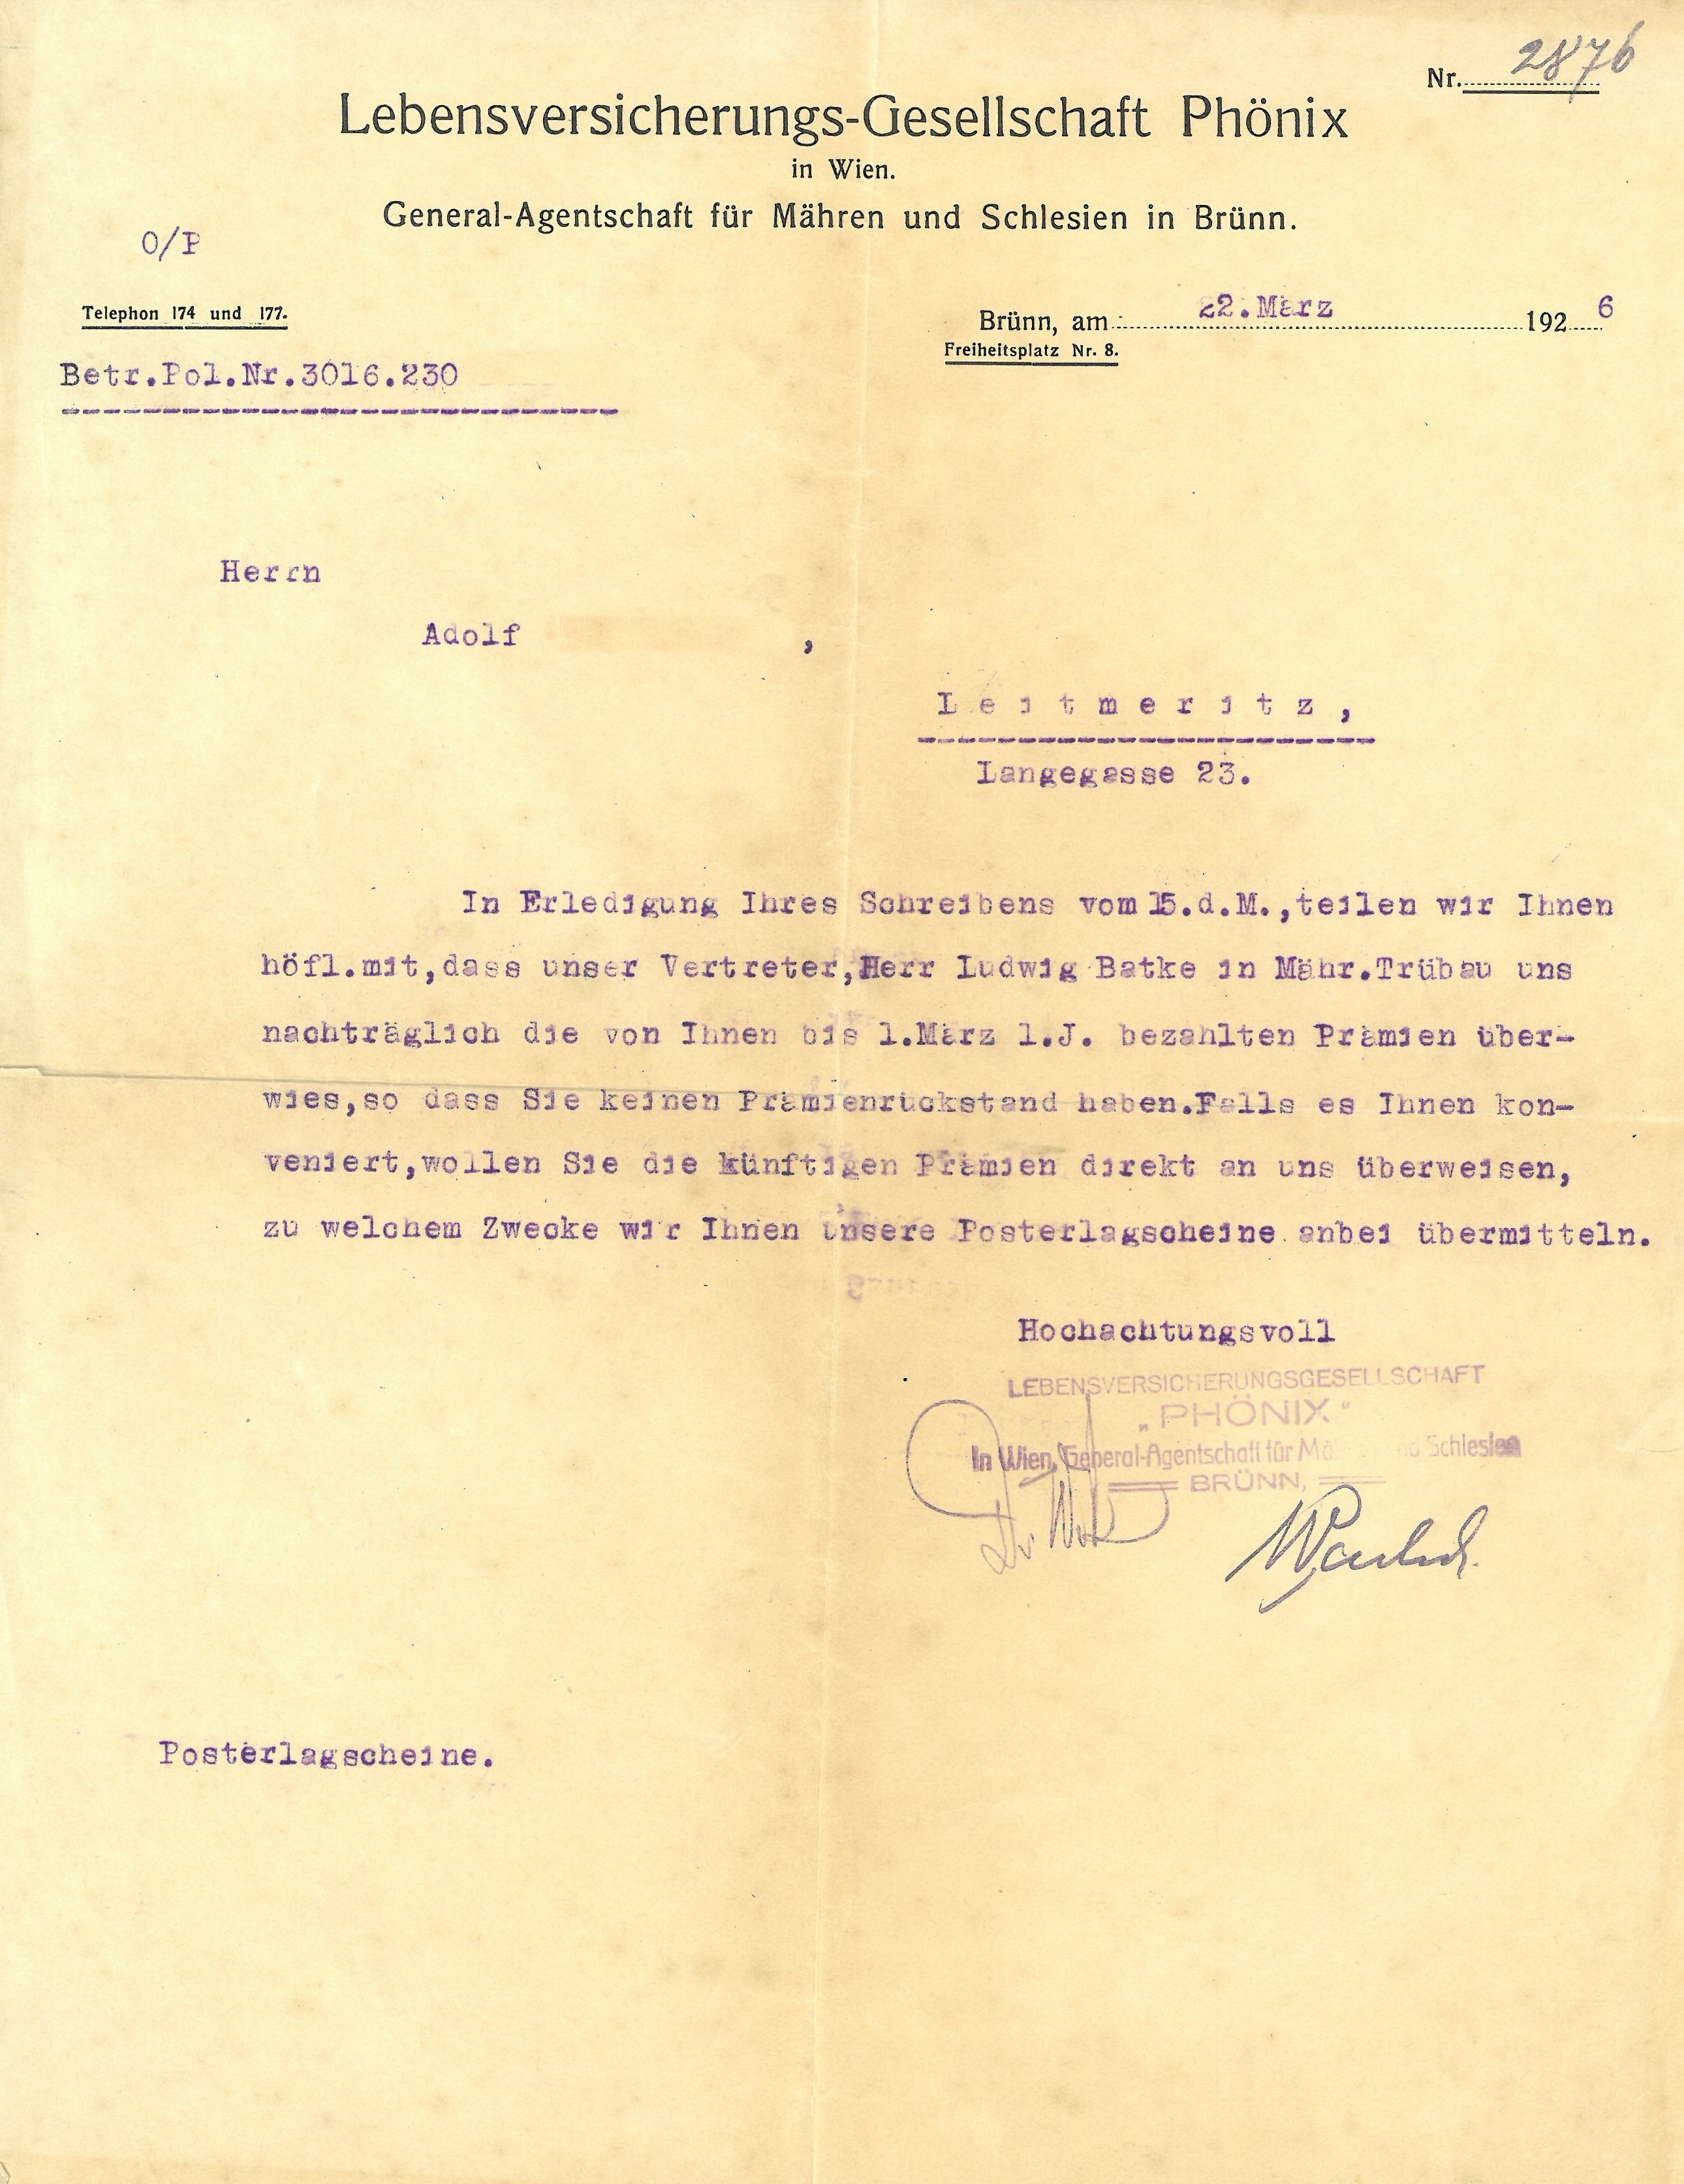 Nr. 2876
Lebensversicherungs-Gesellschaft Phönix
in Wien.
General-Agentschaft für Mähren und Schlesien in Brünn.
O/P
Telephon 174 und 177.
Brünn, am 22.März 1926
Freiheitsplatz Nr. 8.
Betr.Pol.Nr.3016.230
Herrn
Adolf ,
Leitmeritz,
Langegasse 23.
In Erledigung Ihres Schreibens vom 15.d.M.,teilen wir Ihnen
höfl.mit,dass unser Vertreter,Herr Ludwig Batke in Mähr.Trübau uns
nachträglich die von Ihnen bis 1.März l.J. bezahlten Prämien über-
wies,so dass Sie keinen Prämienrückstand haben.Falls es Ihnen kon-
veniert,wollen Sie die künftigen Prämien direkt an uns überweisen,
zu welchem Zwecke wir Ihnen unsere Posterlagscheine anbei übermitteln.
Hochachtungsvoll
LEBENSVERSICHERUNGSGESELLSCHAFT
„PHÖNIX“
In Wien, General-Agentschaft für Schlesien
BRÜNN,
Posterlagscheine.